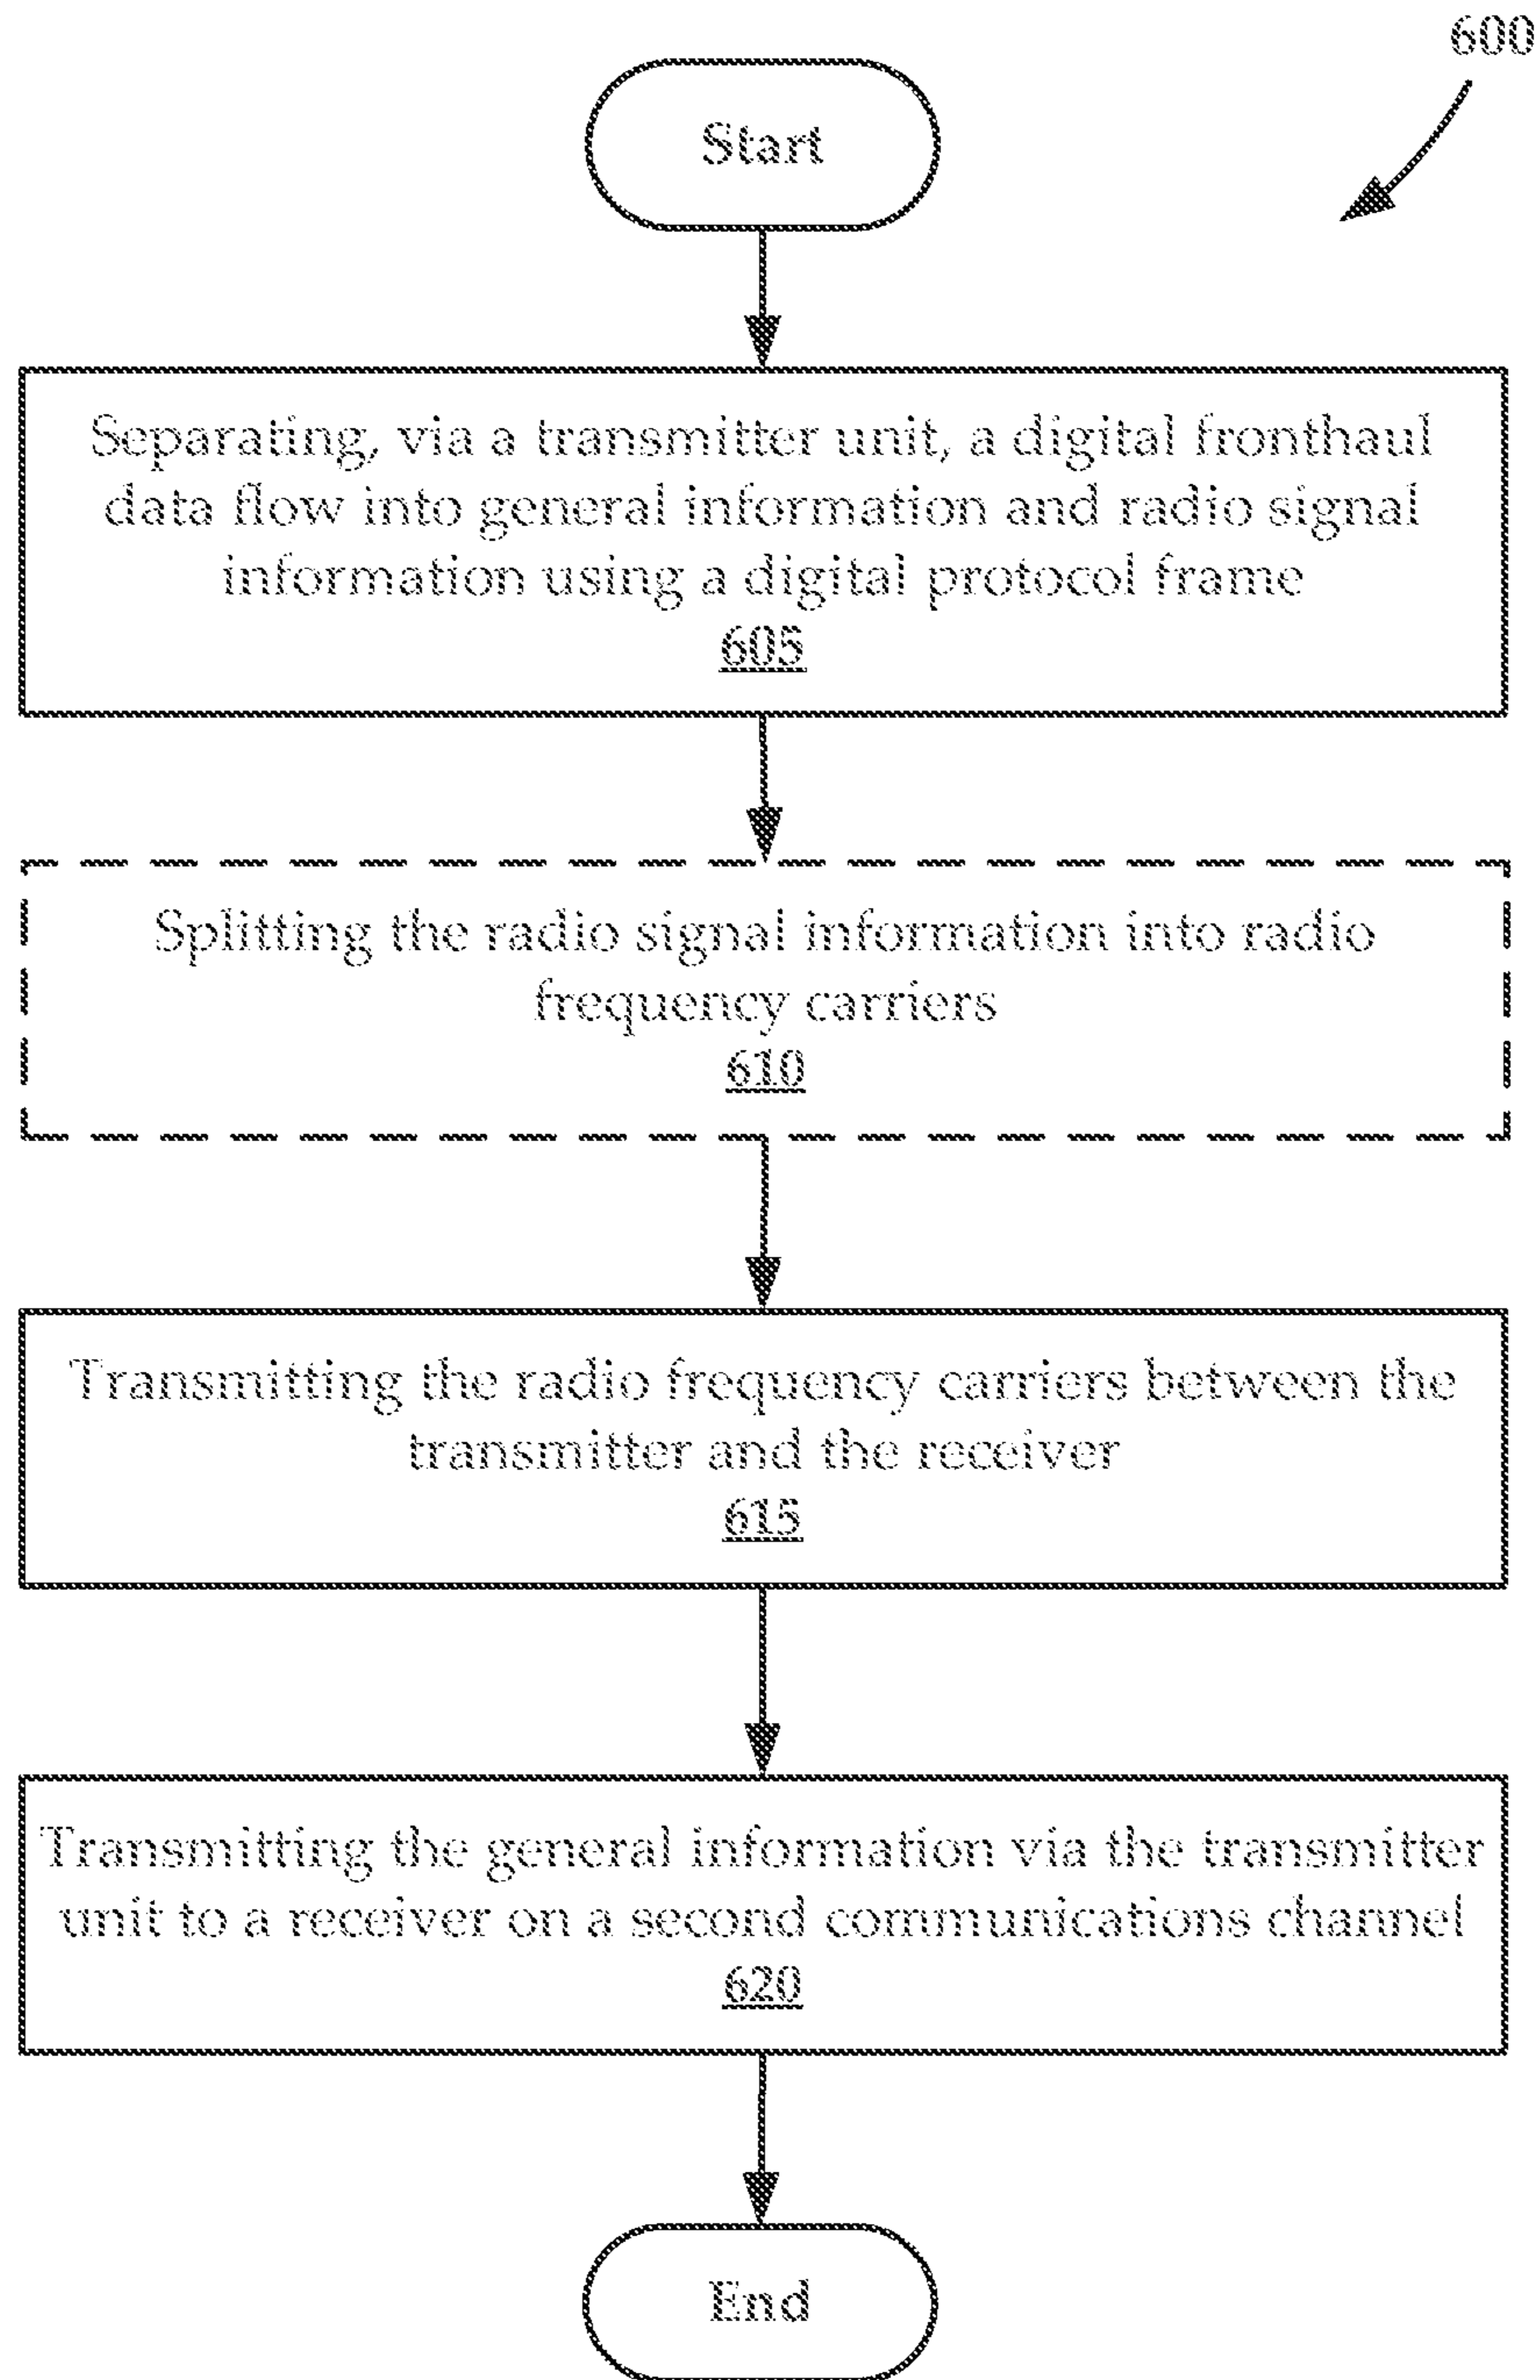 600
Start
Separating, via a transmitter unit, a digital fronthaul
data flow into general information and radio signal
information using a digital protocol frame
605
Splitting the radio signal information into radio
frequency carriers
610
Transmitting the radio frequency carriers between the
transmitter and the receiver
615
Transmitting the general information via the transmitter
unit to a receiver on a second communications channel
620
End